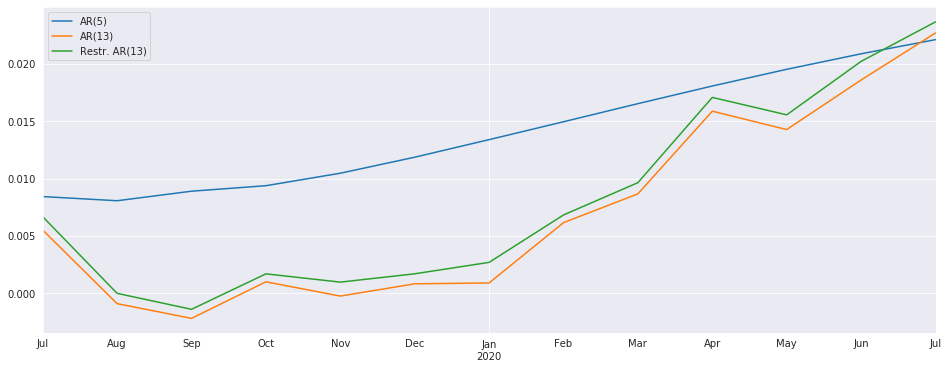 AR(5)
AR(13)
Restr. AR(13)
0.020
0.015
0.010
0.005
0.000
Jul Aug Sep Oct Nov Dec Jan Feb Mar Apr May Jun Jul
2020